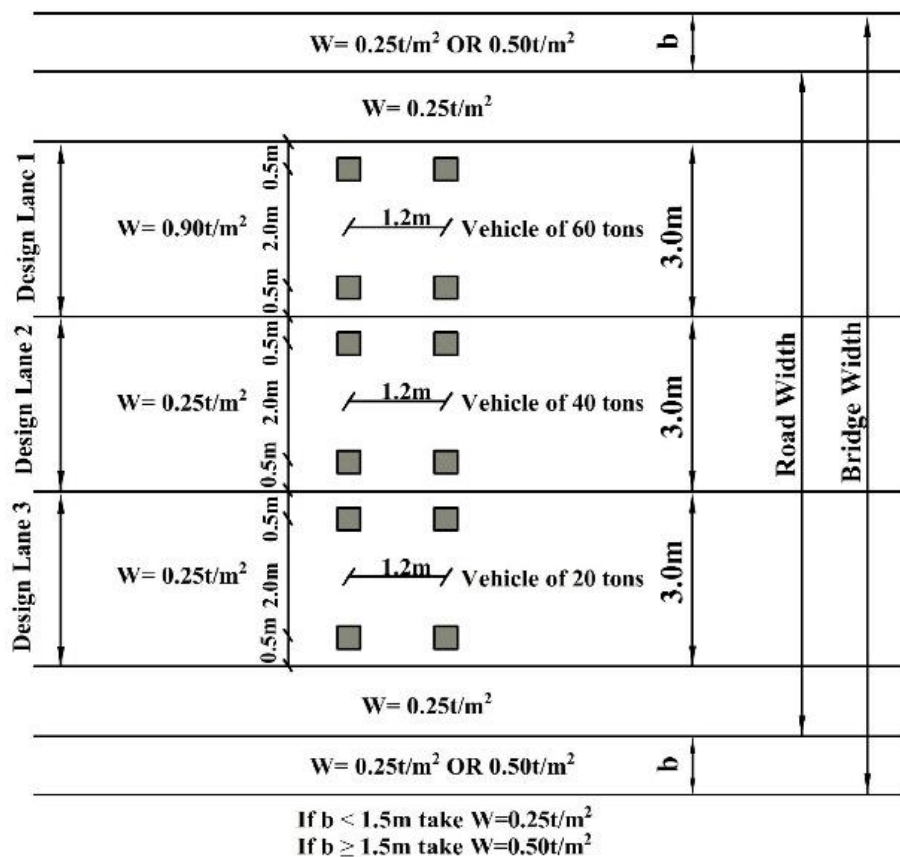 W= 0.25t/m² OR 0.50t/m²
b
W= 0.25t/m²
Design Lane 1
W= 0.90t/m²
0.5m
2.0m
0.5m
1.2m
Vehicle of 60 tons
3.0m
Design Lane 2
W= 0.25t/m²
0.5m
2.0m
0.5m
1.2m
Vehicle of 40 tons
3.0m
Road Width
Bridge Width
Design Lane 3
W= 0.25t/m²
0.5m
2.0m
0.5m
1.2m
Vehicle of 20 tons
3.0m
W= 0.25t/m²
W= 0.25t/m² OR 0.50t/m²
b
If b < 1.5m take W=0.25t/m²
If b ≥ 1.5m take W=0.50t/m²